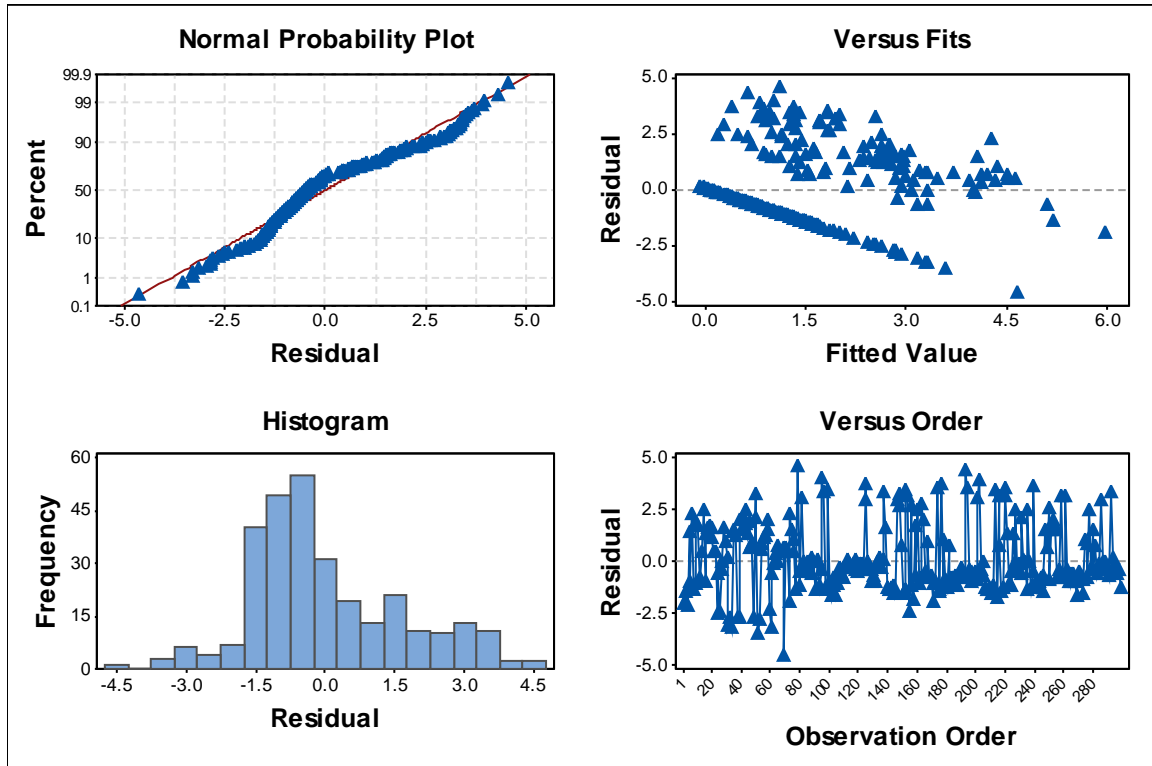 Normal Probability Plot
99.9
99
90
50
10
1
0.1
Percent
-5.0 -2.5 0.0 2.5 5.0
Residual
Versus Fits
5.0
2.5
0.0
-2.5
-5.0
Residual
0.0 1.5 3.0 4.5 6.0
Fitted Value
Histogram
60
45
30
15
0
Frequency
-4.5 -3.0 -1.5 0.0 1.5 3.0 4.5
Residual
Versus Order
5.0
2.5
0.0
-2.5
-5.0
Residual
1 20 40 60 80 100 120 140 160 180 200 220 240 260 280
Observation Order